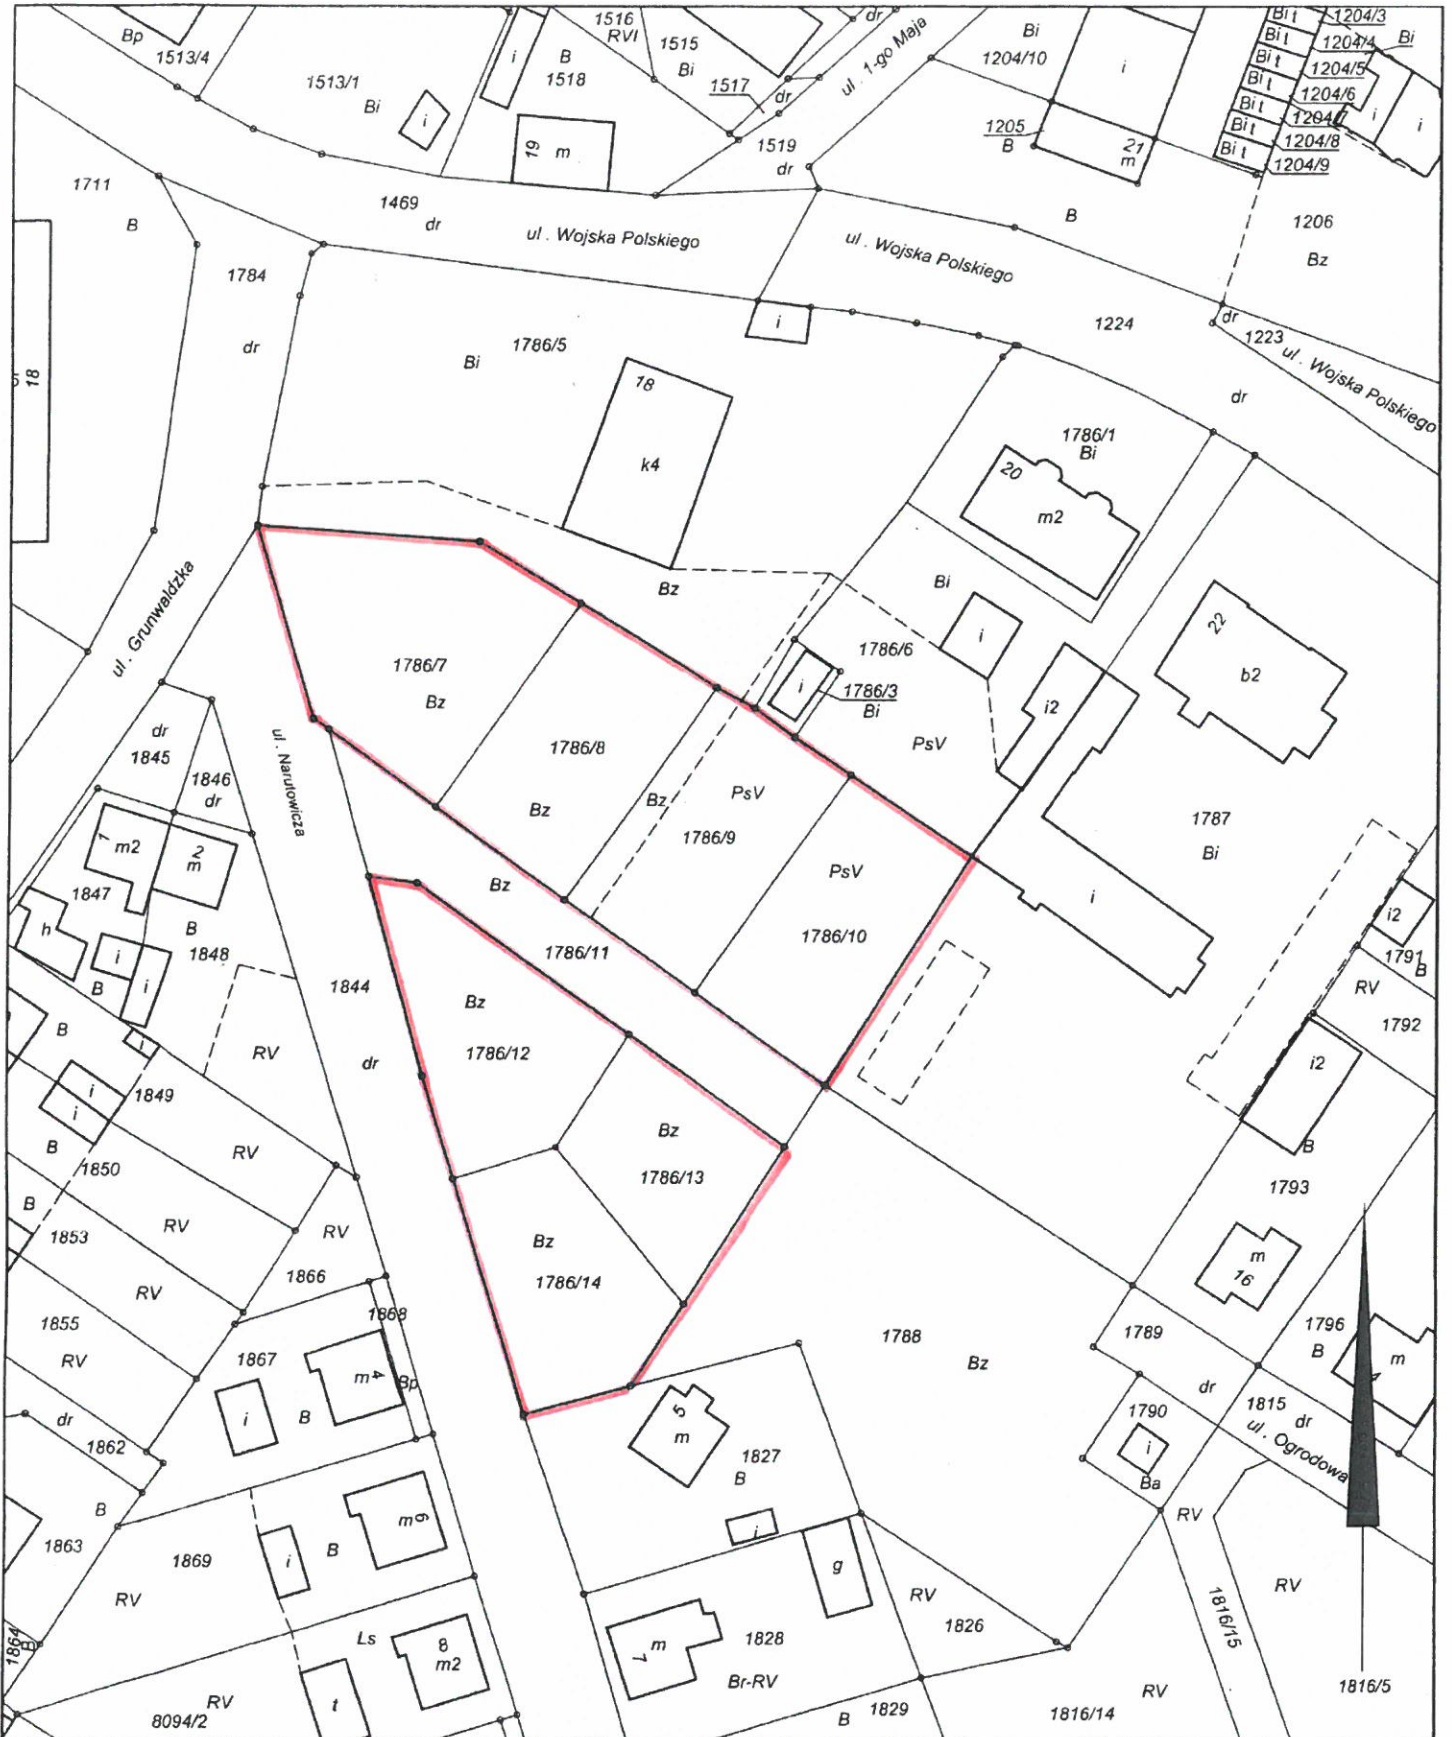 Bp
1513/4
1513/1
Bi
i
i
B
1518
1516
RVI
1515
Bi
1517
dr
dr
ul. 1-go Maja
1519
dr
19
m
Bi
1204/10
i
1205
B
21
m
Bi t
Bi t
Bi t
Bi t
Bi t
Bi t
Bi t
1204/3
1204/4
1204/5
1204/6
1204/7
1204/8
1204/9
Bi
i
i
1711
B
1469
dr
ul . Wojska Polskiego
ul . Wojska Polskiego
B
1206
Bz
1784
dr
18
1786/5
Bi
i
1224
dr
1223
ul . Wojska Polskiego
dr
18
k4
1786/1
Bi
20
m2
Bi
i
Bz
ul. Grunwaldzka
1786/7
Bz
1786/6
i
1786/3
Bi
PsV
i2
22
b2
dr
1845
1846
dr
ul . Narutowicza
1786/8
Bz
Bz
PsV
1786/9
PsV
1786/10
1787
Bi
i
1
m2
2
m
1847
h
B
1848
i
i
B
Bz
1786/11
i2
1791
B
RV
1792
1844
Bz
1786/12
dr
B
i
RV
i
i
1849
i2
B
B
1850
RV
Bz
1786/13
1793
B
1853
RV
RV
Bz
1786/14
m
16
1866
RV
1855
RV
1868
1867
m
4
Bp
i
B
1788
Bz
1789
1796
B
m
dr
1815
dr
ul . Ogrodowa
1790
i
Ba
dr
1862
5
m
1827
B
i
B
1863
1869
i
B
m
6
RV
g
RV
1826
RV
RV
1816/15
1864
B
Ls
8
m2
7
m
1828
Br-RV
RV
8094/2
t
B
1829
1816/14
RV
1816/5